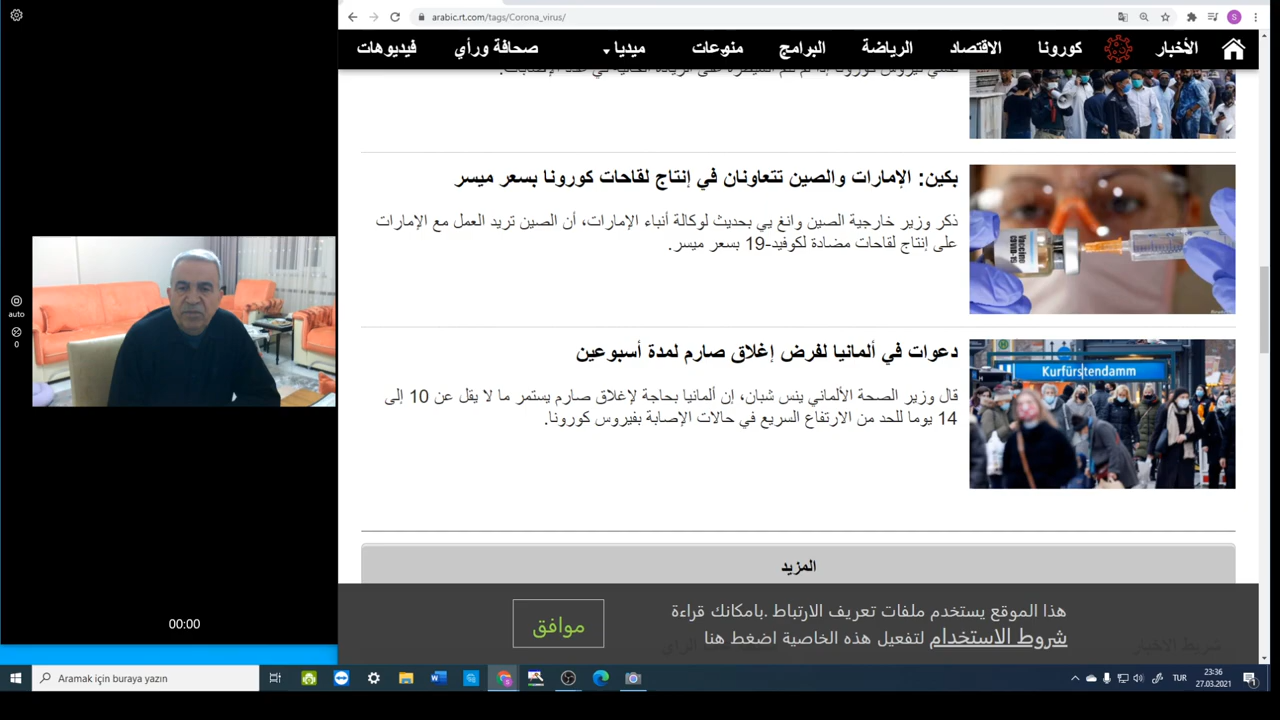 arabic.rt.com/tags/Corona_virus/
الأخبار
كورونا
الاقتصاد
الرياضة
البرامج
منوعات
ميديا
صحافة ورأي
فيديوهات
بكين: الإمارات والصين تتعاونان في إنتاج لقاحات كورونا بسعر ميسر
ذكر وزير خارجية الصين وانغ يي بحديث لوكالة أنباء الإمارات، أن الصين تريد العمل مع الإمارات
على إنتاج لقاحات مضادة لكوفيد-19 بسعر ميسر.
دعوات في ألمانيا لفرض إغلاق صارم لمدة أسبوعين
قال وزير الصحة الألماني ينس شبان، إن ألمانيا بحاجة لإغلاق صارم يستمر ما لا يقل عن 10 إلى
14 يوما للحد من الارتفاع السريع في حالات الإصابة بفيروس كورونا.
Kurfürstendamm
المزيد
هذا الموقع يستخدم ملفات تعريف الارتباط .بامكانك قراءة
شروط الاستخدام لتفعيل هذه الخاصية اضغط هنا
موافق
auto
0
00:00
Aramak için buraya yazın
TUR
23:36
27.03.2021